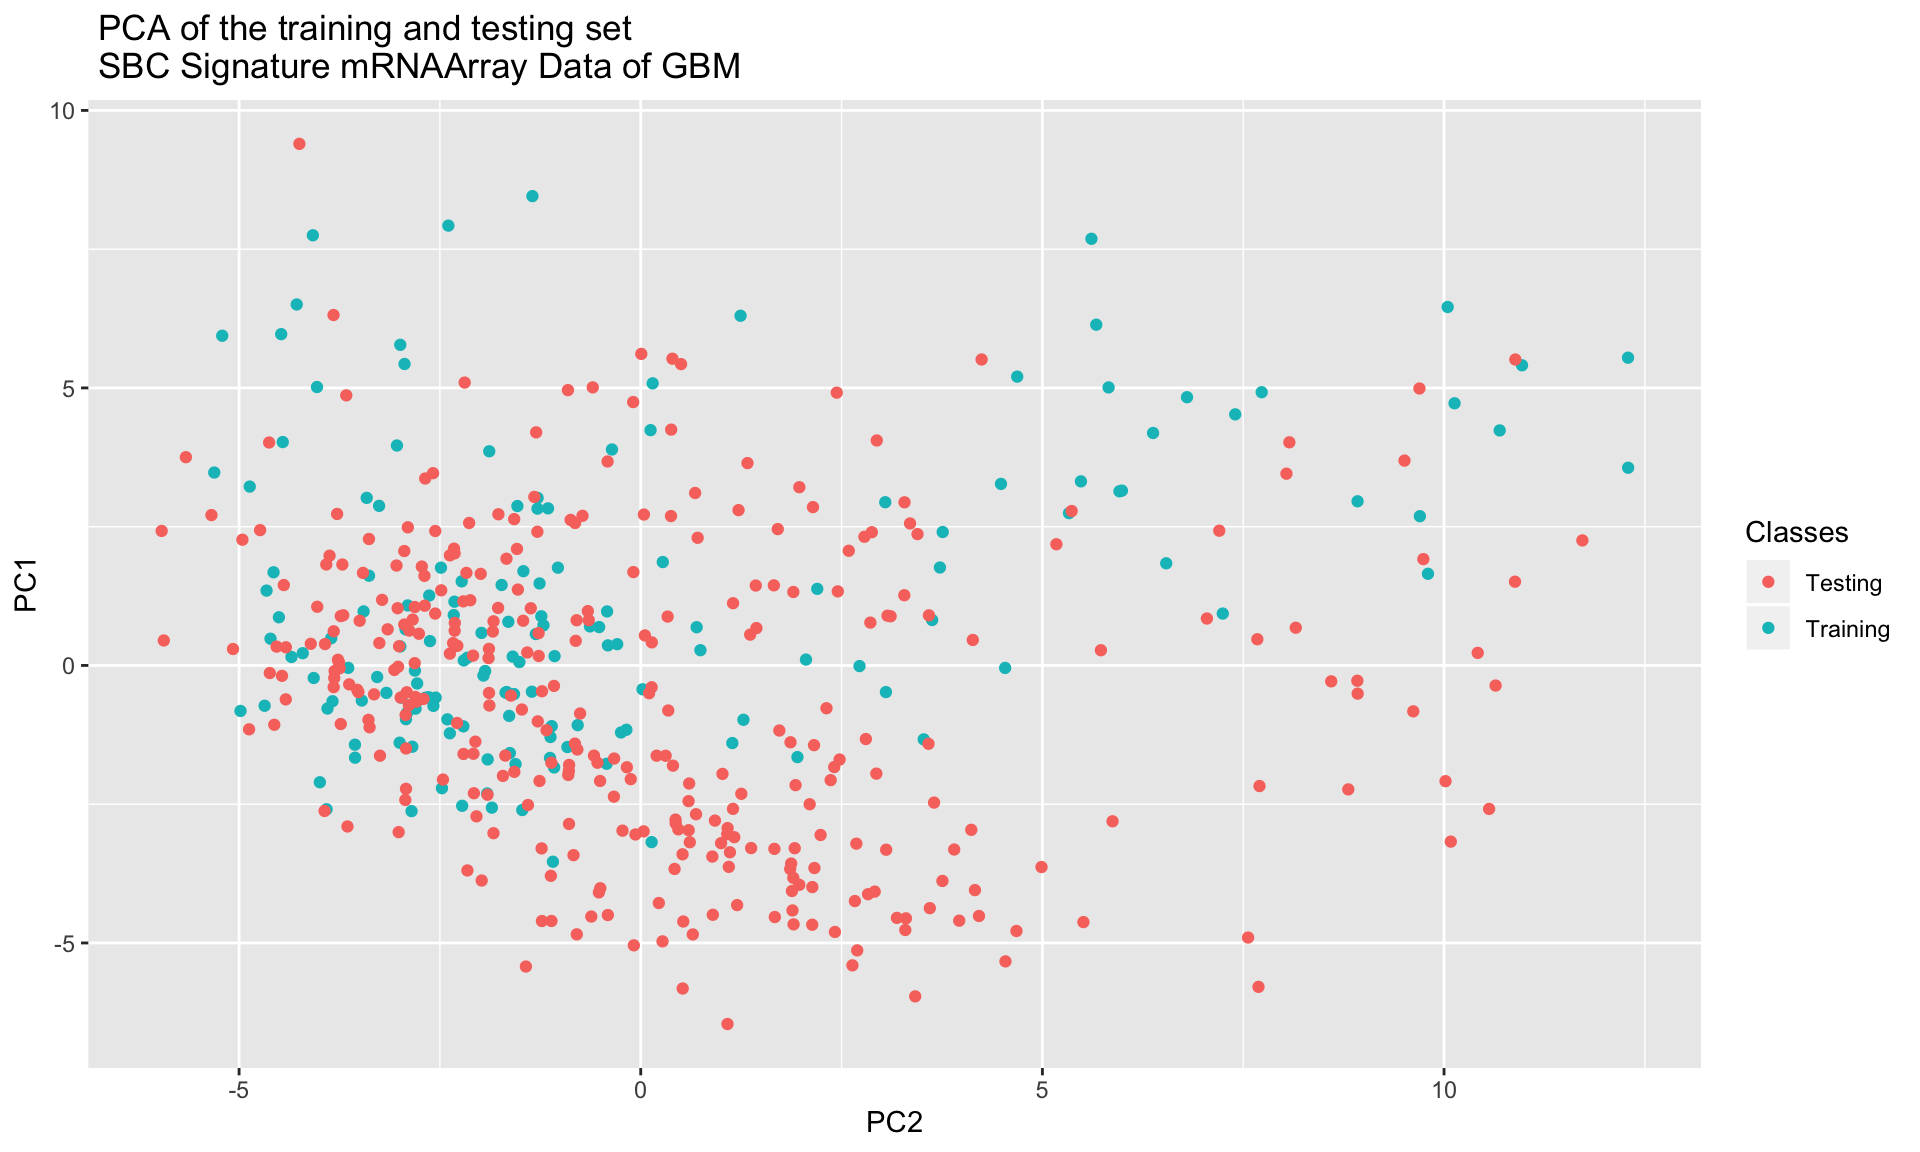 PCA of the training and testing set
SBC Signature mRNAArray Data of GBM
10
5
0
-5
PC1
-5
0
5
10
PC2
Classes
Testing
Training